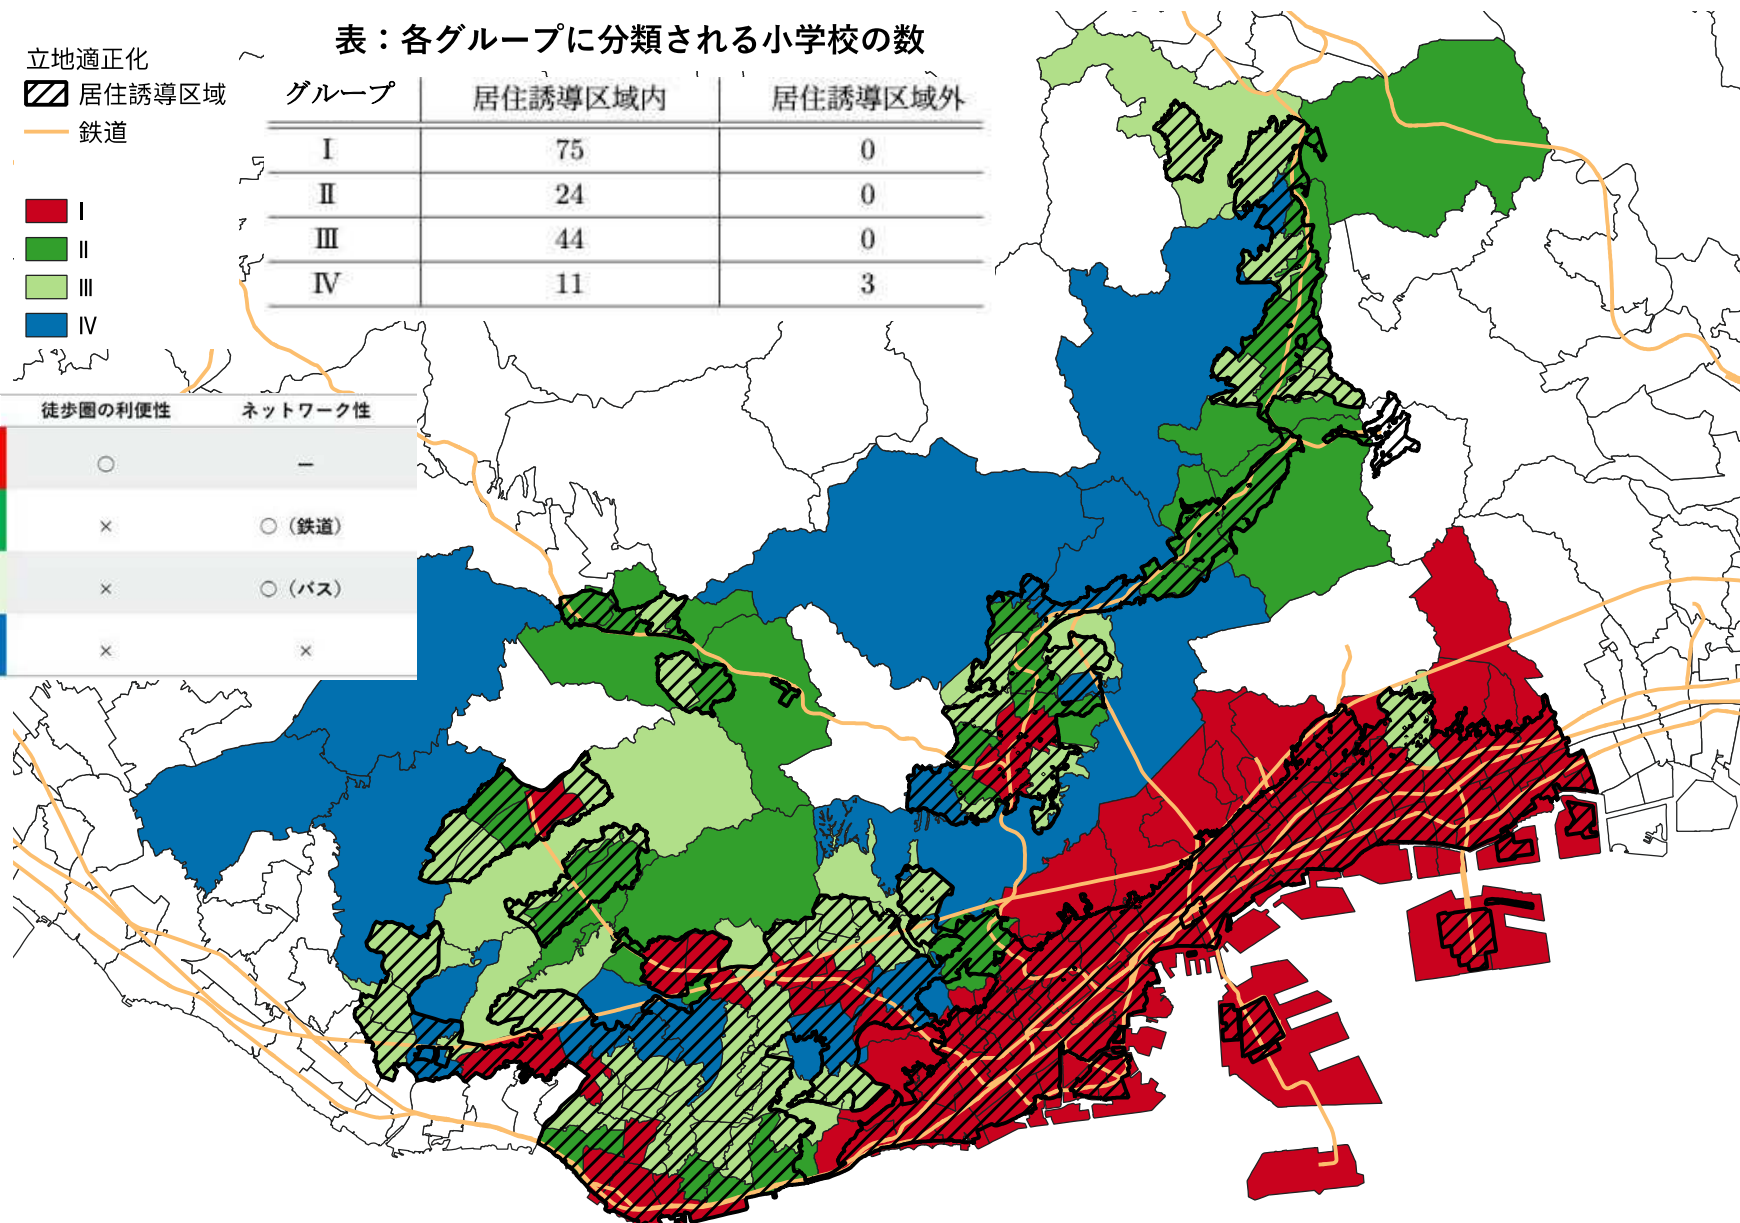 表：各グループに分類される小学校の数
立地適正化
居住誘導区域
鉄道
I
II
III
IV
グループ 居住誘導区域内 居住誘導区域外
I 75 0
II 24 0
III 44 0
IV 11 3
徒歩圏の利便性 ネットワーク性
○ －
× ○（鉄道）
× ○（バス）
× ×